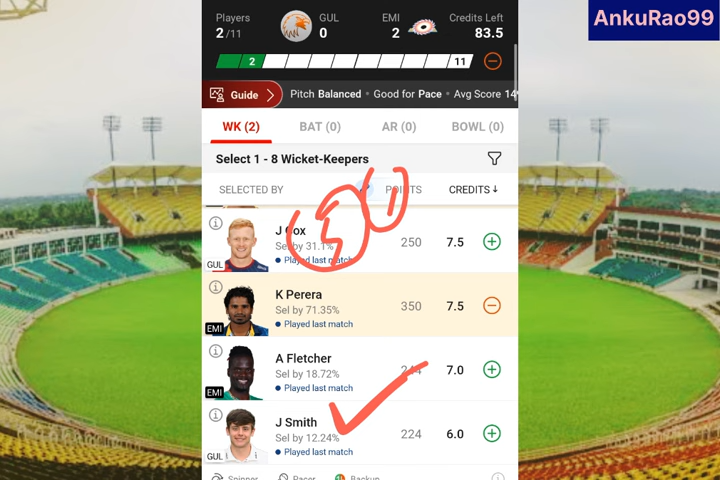 AnkuRao99
Players GUL EMI Credits Left
2/11 0 2 83.5
2 11
Guide Pitch Balanced • Good for Pace • Avg Score 149
WK (2) BAT (0) AR (0) BOWL (0)
Select 1 - 8 Wicket-Keepers
SELECTED BY POINTS CREDITS↓
J Cox
Sel by 31.1%
Played last match
250 7.5
GUL
K Perera
Sel by 71.35%
350 7.5
Played last match
EMI
A Fletcher
Sel by 18.72%
7.0
Played last match
EMI
J Smith
Sel by 12.24%
224 6.0
Played last match
GUL
Spinner Pacer Backup